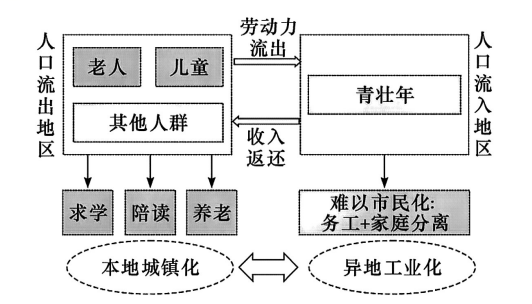 人口流出地区
老人
儿童
其他人群
劳动力
流出
收入
返还
人口流入地区
青壮年
求学
陪读
养老
难以市民化:
务工+家庭分离
本地城镇化
异地工业化